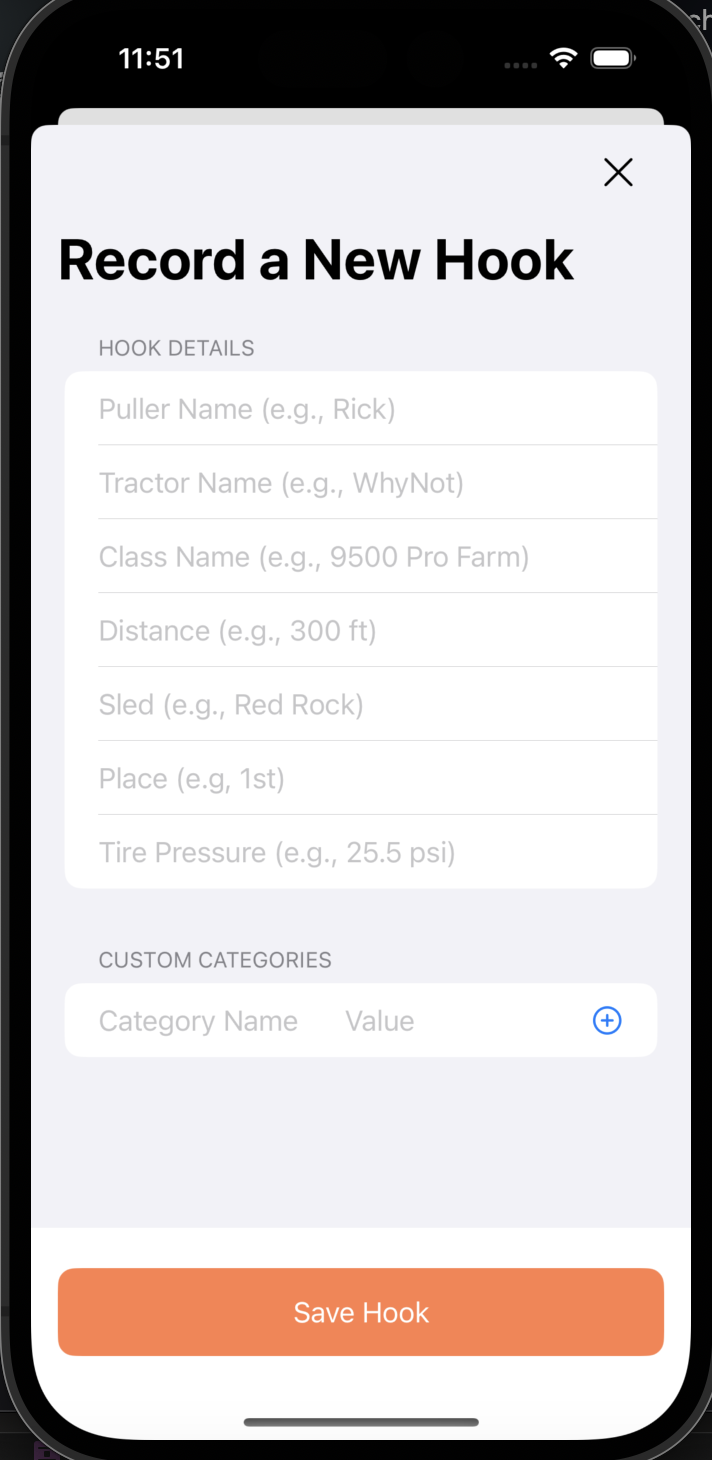 11:51
Record a New Hook
HOOK DETAILS
Puller Name (e.g., Rick)
Tractor Name (e.g., WhyNot)
Class Name (e.g., 9500 Pro Farm)
Distance (e.g., 300 ft)
Sled (e.g., Red Rock)
Place (e.g, 1st)
Tire Pressure (e.g., 25.5 psi)
CUSTOM CATEGORIES
Category Name Value
Save Hook